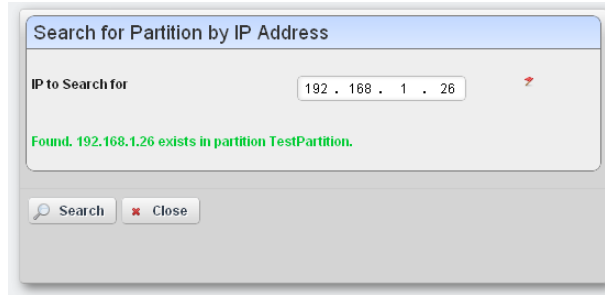 Search for Partition by IP Address
IP to Search for 192 . 168 . 1 . 26
Found. 192.168.1.26 exists in partition TestPartition.
Search Close